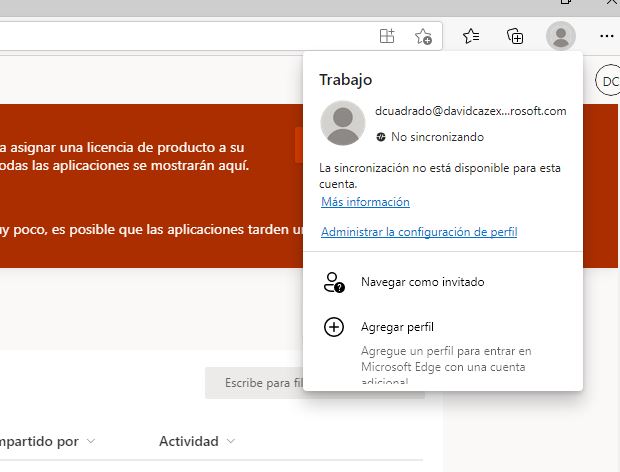 Trabajo
DC
dcuadrado@davidcazex...rosoft.com
No sincronizando
a asignar una licencia de producto a su
odas las aplicaciones se mostrarán aquí.
La sincronización no está disponible para esta
cuenta.
Más información
uy poco, es posible que las aplicaciones tarden un
Administrar la configuración de perfil
Navegar como invitado
Agregar perfil
Agregue un perfil para entrar en
Microsoft Edge con una cuenta
adicional
Escribe para fil
mpartido por
Actividad